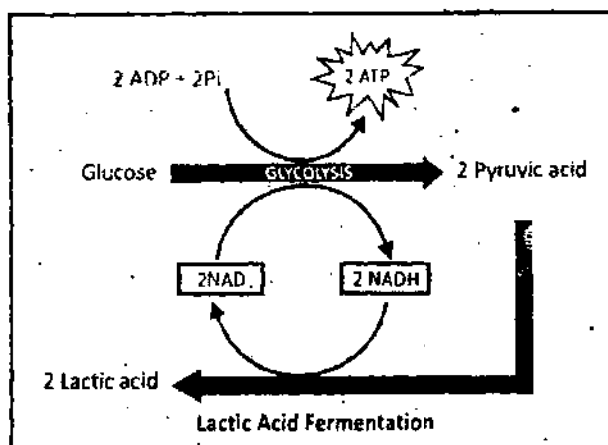 2 ADP + 2Pi
2 ATP
Glucose
GLYCOLYSIS
2 Pyruvic acid
2NAD
2 NADH
2 Lactic acid
Lactic Acid Fermentation